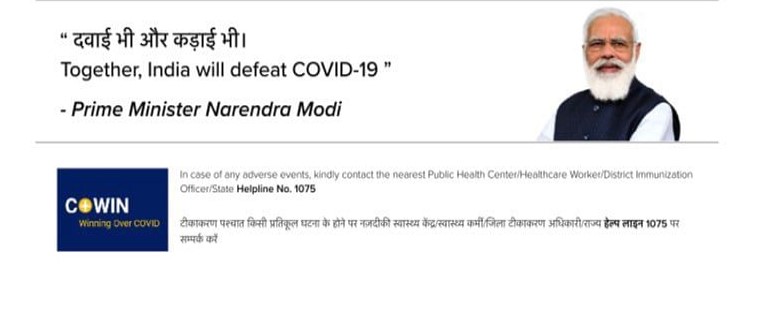 “ दवाई भी और कड़ाई भी।
Together, India will defeat COVID-19 ”
- Prime Minister Narendra Modi
COWIN
Winning Over COVID
In case of any adverse events, kindly contact the nearest Public Health Center/Healthcare Worker/District Immunization
Officer/State Helpline No. 1075
टीकाकरण पश्चात किसी प्रतिकूल घटना के होने पर नज़दीकी स्वास्थ्य केंद्र/स्वास्थ्य कर्मी/जिला टीकाकरण अधिकारी/राज्य हेल्प लाइन 1075 पर
सम्पर्क करें